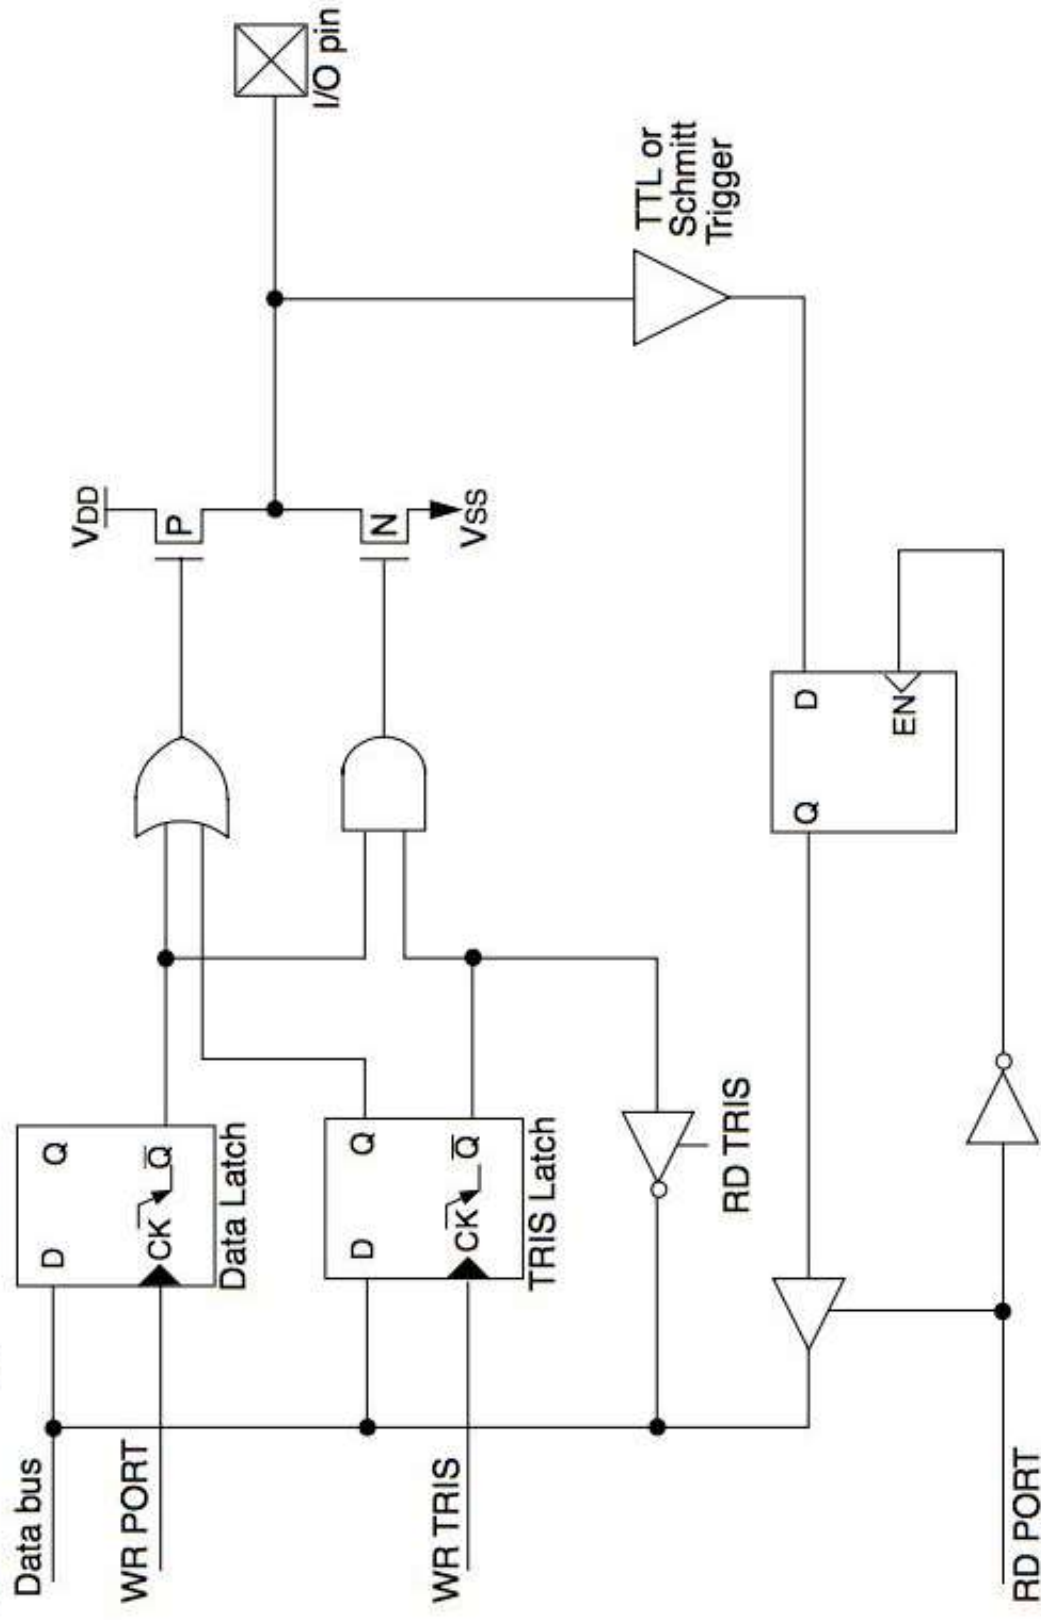 Data bus
D
Q
VDD
I/O pin
P
WR PORT
CK
Q
Data Latch
D
Q
N
VSS
WR TRIS
CK
Q
TRIS Latch
TTL or
Schmitt
Trigger
RD TRIS
Q
D
EN
RD PORT